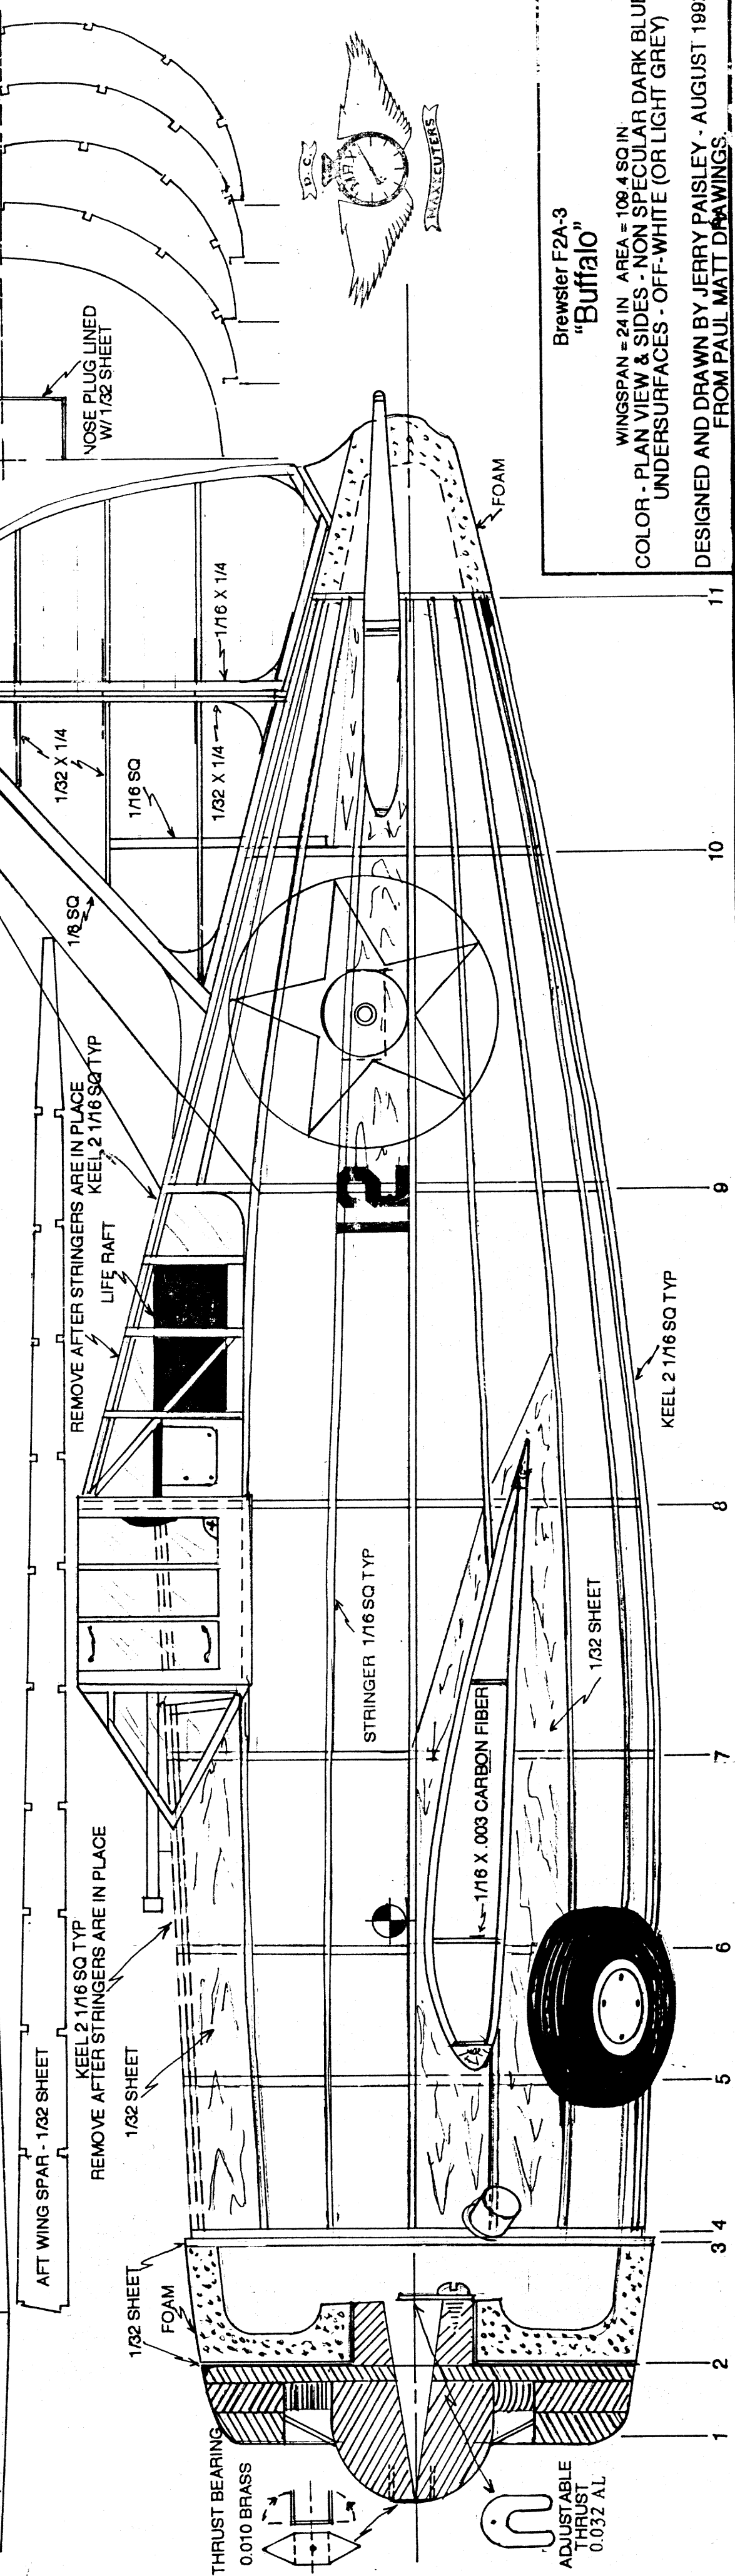 NOSE PLUG LINED
W/ 1/32 SHEET
D.C.
MAXECUTERS
Brewster F2A-3
"Buffalo"
WINGSPAN = 24 IN AREA = 109.4 SQ IN
COLOR - PLAN VIEW & SIDES - NON SPECULAR DARK BLU
UNDERSURFACES - OFF-WHITE (OR LIGHT GREY)
DESIGNED AND DRAWN BY JERRY PAISLEY - AUGUST 199
FROM PAUL MATT DRAWINGS.
FOAM
1/16 X 1/4
1/32 X 1/4
1/32 X 1/4
1/16 SQ
1/8 SQ
KEEL 2 1/16 SQ TYP
REMOVE AFTER STRINGERS ARE IN PLACE
LIFE RAFT
12
KEEL 2 1/16 SQ TYP
STRINGER 1/16 SQ TYP
1/32 SHEET
1/16 X .003 CARBON FIBER
KEEL 2 1/16 SQ TYP
REMOVE AFTER STRINGERS ARE IN PLACE
AFT WING SPAR - 1/32 SHEET
1/32 SHEET
1/32 SHEET
FOAM
THRUST BEARING
0.010 BRASS
ADJUSTABLE
THRUST
0.032 AL
1
2
3
4
5
6
7
8
9
10
11